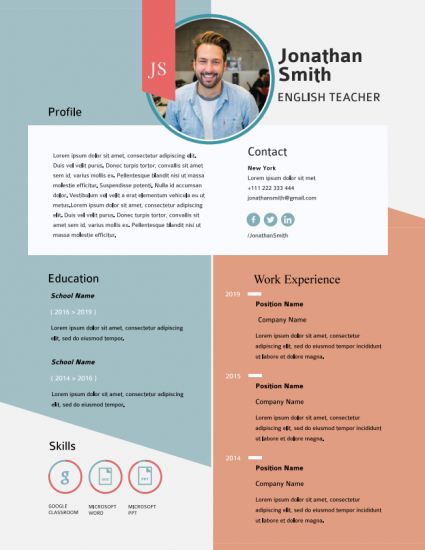 JS
Jonathan
Smith
ENGLISH TEACHER
Profile
Lorem ipsum dolor sit amet, consectetur adipiscing elit.
Duis vel velit purus. Donec turpis tortor, convallis sit amet
sem id, varius mollis ex. Pellentesque finibus blandit lacus
molestie efficitur. Suspendisse potenti. Nulla id accumsan
dolor. Vestibulum vel velit a erat elementum vehicula eu ut
metus.Lorem ipsum dolor sit amet, consectetur adipiscing
elit. Duis vel velit purus. Donec turpis tortor, convallis sit
amet sem id, varius mollis ex. Pellentesque finibus blandit
massa.
Contact
New York
Lorem ipsum dolor sit met
+111 222 333 444
jonathansmith@gmail.com
/JonathanSmith
Education
School Name
( 2016 > 2019 )
Lorem ipsum dolor sit amet, consectetur adipiscing
elit, sed do eiusmod tempor.
School Name
( 2014 > 2016 )
Lorem ipsum dolor sit amet, consectetur adipiscing
elit, sed do eiusmod tempor.
Work Experience
2019
Position Name
Company Name
Lorem ipsum dolor sit amet, consectetur
adipiscing elit, sed do eiusmod tempor incididunt
ut labore et dolore magna.
2015
Position Name
Company Name
Lorem ipsum dolor sit amet, consectetur
adipiscing elit, sed do eiusmod tempor incididunt
ut labore et dolore magna.
2014
Position Name
Company Name
Lorem ipsum dolor sit amet, consectetur
adipiscing elit, sed do eiusmod tempor incididunt
ut labore et dolore magna.
Skills
g
GOOGLE
CLASSROOM
MICROSOFT
WORD
MICROSOFT
PPT